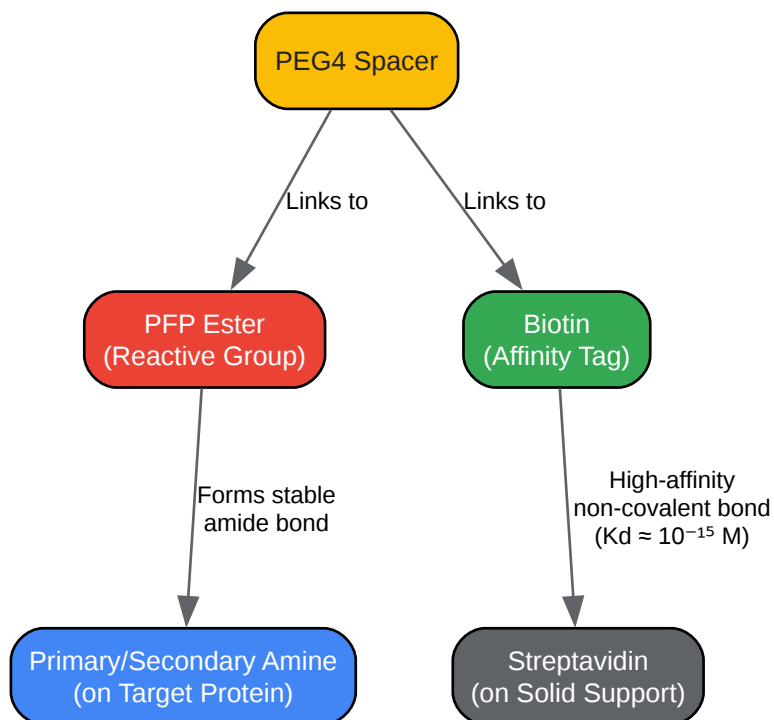 PEG4 Spacer
Links to
Links to
PFP Ester
(Reactive Group)
Biotin
(Affinity Tag)
Forms stable
amide bond
High-affinity
non-covalent bond
(Kd ≈ 10⁻¹⁵ M)
Primary/Secondary Amine
(on Target Protein)
Streptavidin
(on Solid Support)